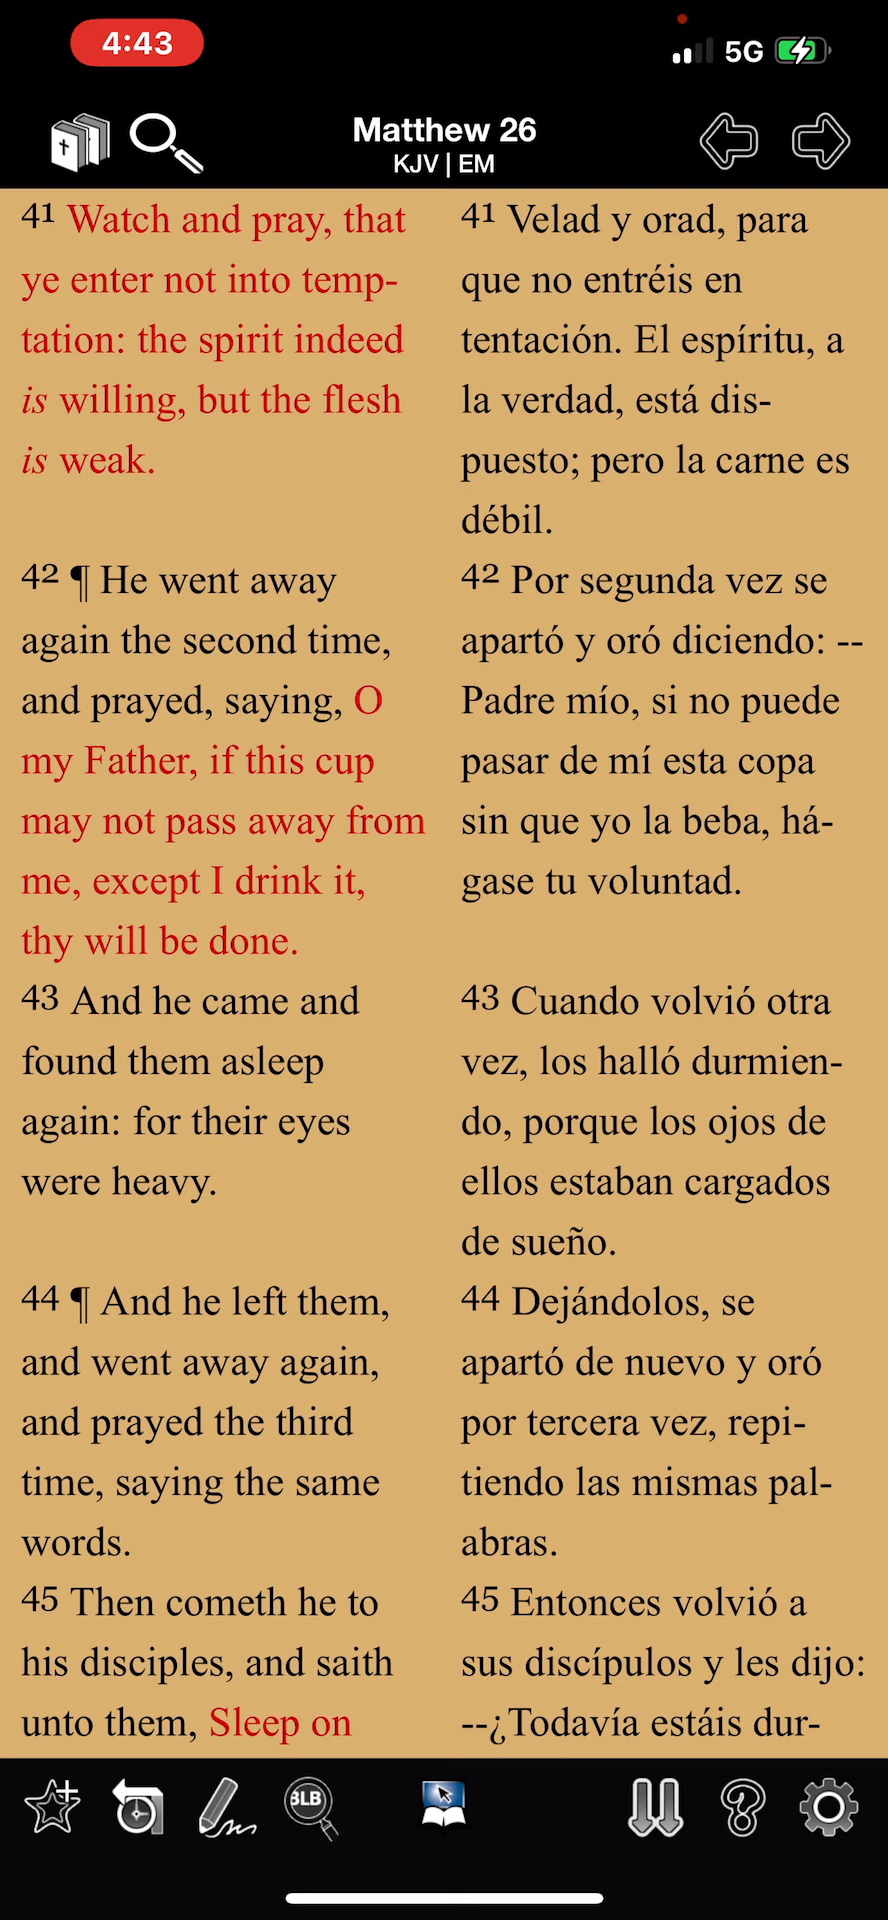 4:43
5G
Matthew 26
KJV | EM
41 Watch and pray, that
ye enter not into temp-
tation: the spirit indeed
is willing, but the flesh
is weak.
42 ¶ He went away
again the second time,
and prayed, saying, O
my Father, if this cup
may not pass away from
me, except I drink it,
thy will be done.
43 And he came and
found them asleep
again: for their eyes
were heavy.
44 ¶ And he left them,
and went away again,
and prayed the third
time, saying the same
words.
45 Then cometh he to
his disciples, and saith
unto them, Sleep on
41 Velad y orad, para
que no entréis en
tentación. El espíritu, a
la verdad, está dis-
puesto; pero la carne es
débil.
42 Por segunda vez se
apartó y oró diciendo: --
Padre mío, si no puede
pasar de mí esta copa
sin que yo la beba, há-
gase tu voluntad.
43 Cuando volvió otra
vez, los halló durmien-
do, porque los ojos de
ellos estaban cargados
de sueño.
44 Dejándolos, se
apartó de nuevo y oró
por tercera vez, repi-
tiendo las mismas pal-
abras.
45 Entonces volvió a
sus discípulos y les dijo:
--¿Todavía estáis dur-
BLB